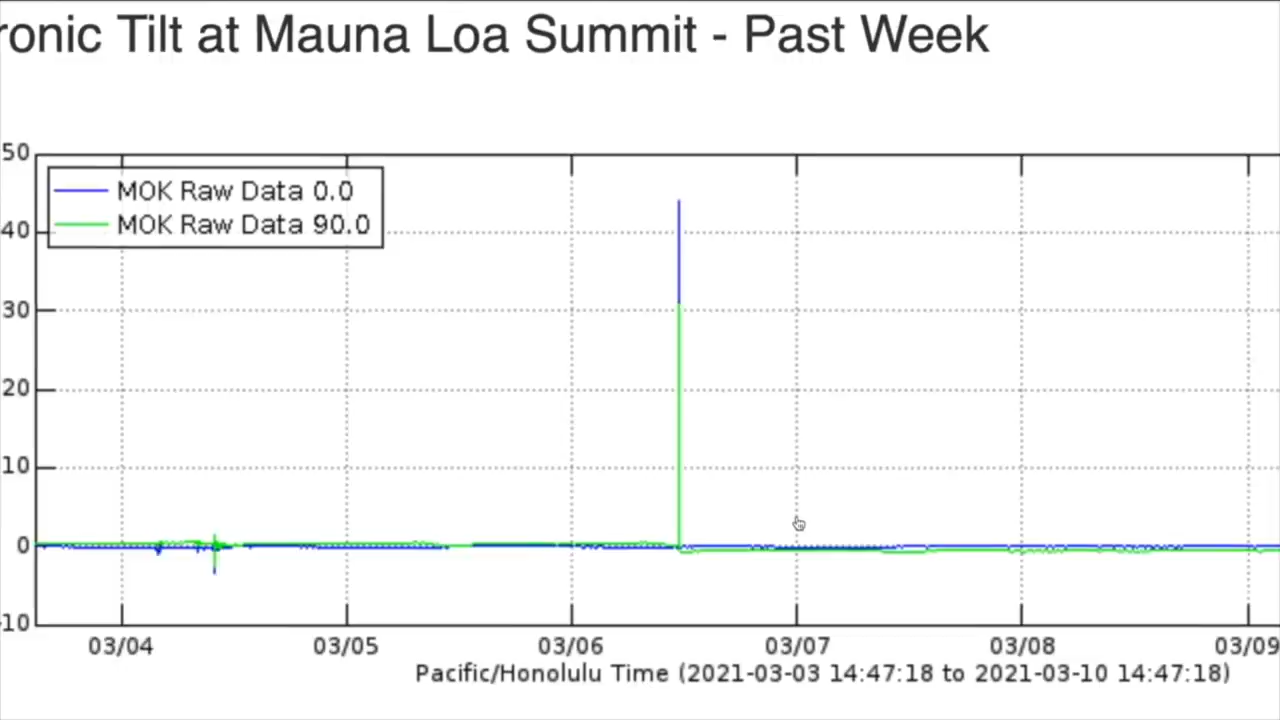 ronic Tilt at Mauna Loa Summit - Past Week
50
MOK Raw Data 0.0
MOK Raw Data 90.0
40
30
20
10
0
10
03/04 03/05 03/06 03/07 03/08 03/09
Pacific/Honolulu Time (2021-03-03 14:47:18 to 2021-03-10 14:47:18)